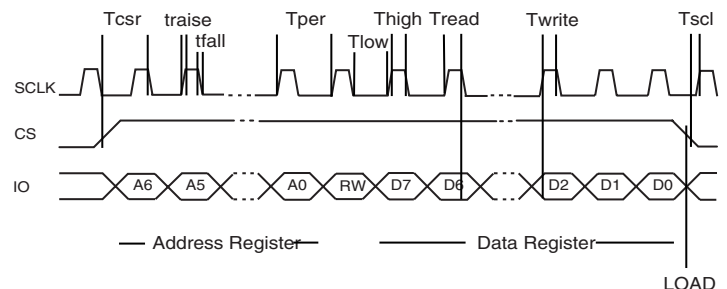 Tcsr traise Tper Thigh Tread Twrite Tscl
tfall Tlow
SCLK
CS
IO A6 A5 A0 RW D7 D6 D2 D1 D0
Address Register Data Register
LOAD